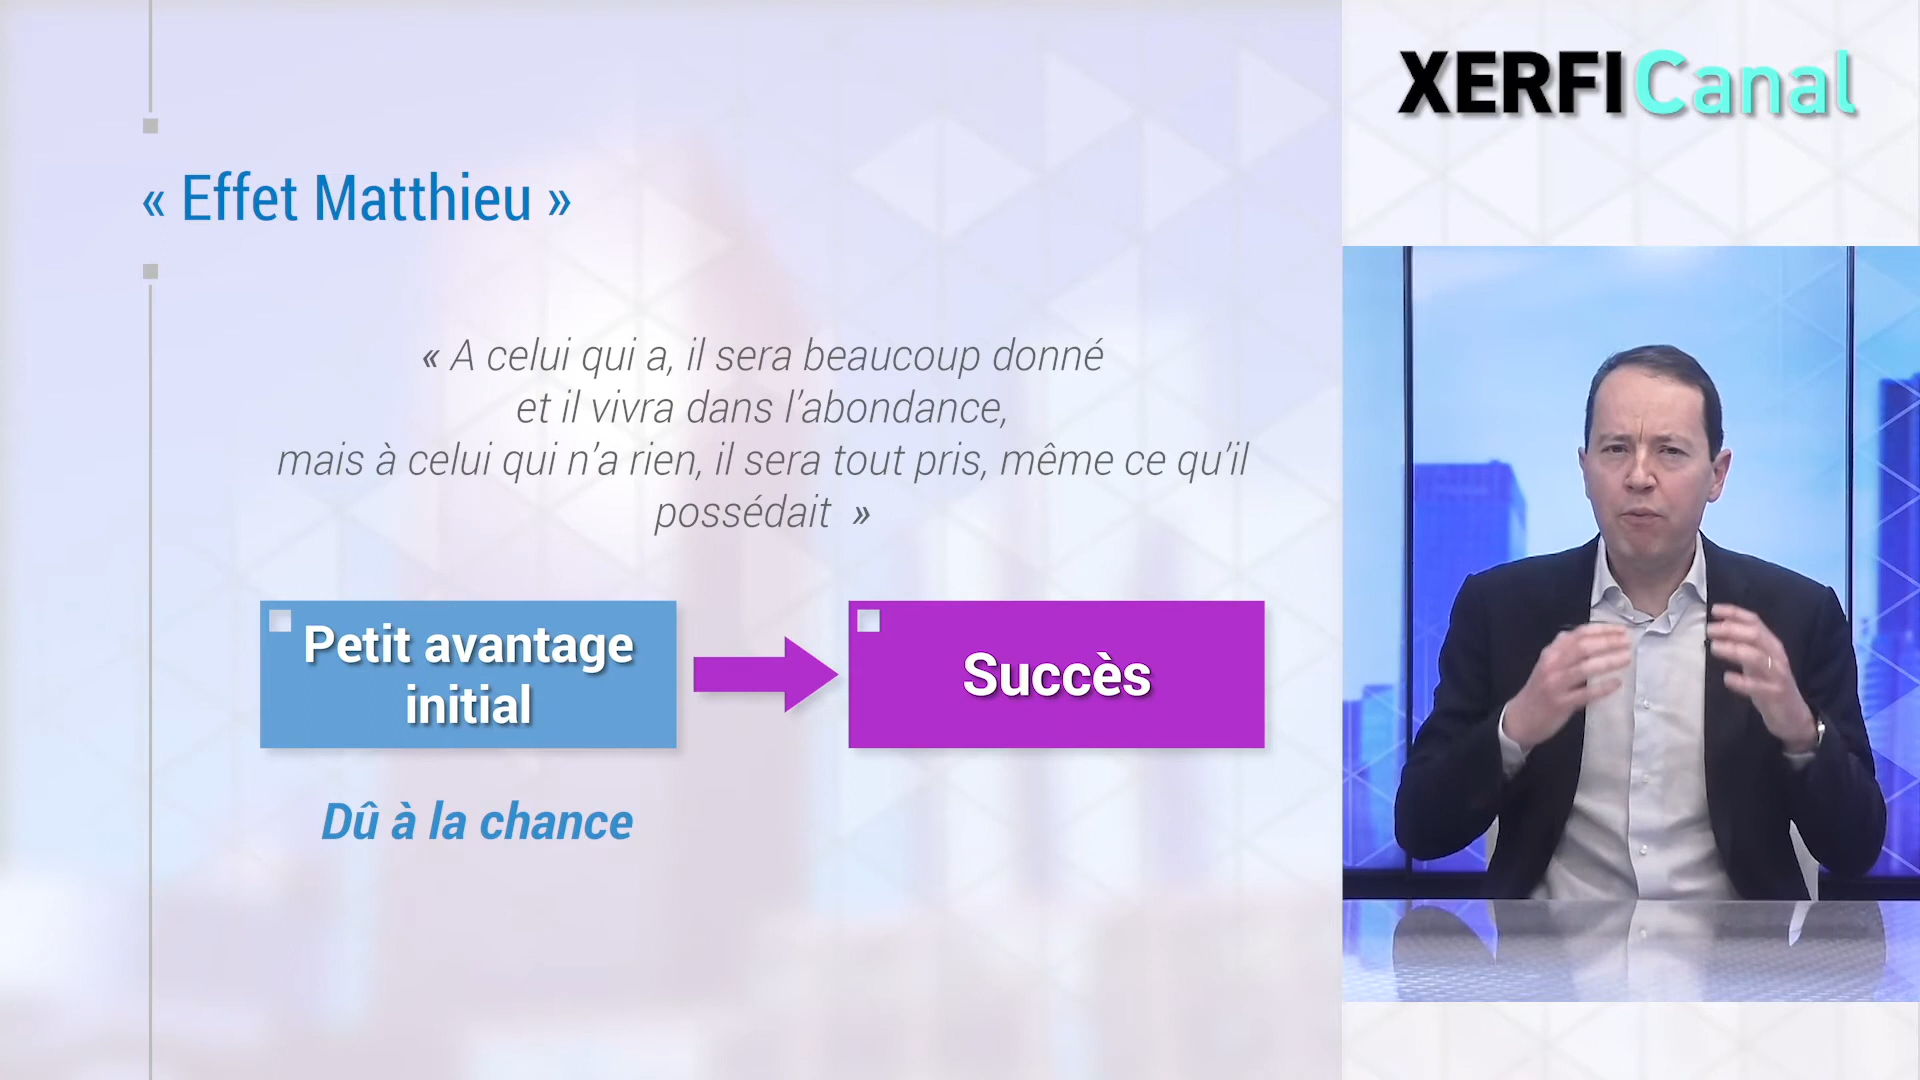 XERFI Canal
« Effet Matthieu »
« A celui qui a, il sera beaucoup donné
et il vivra dans l’abondance,
mais à celui qui n’a rien, il sera tout pris, même ce qu’il
possédait »
Petit avantage
initial
Succès
Dû à la chance